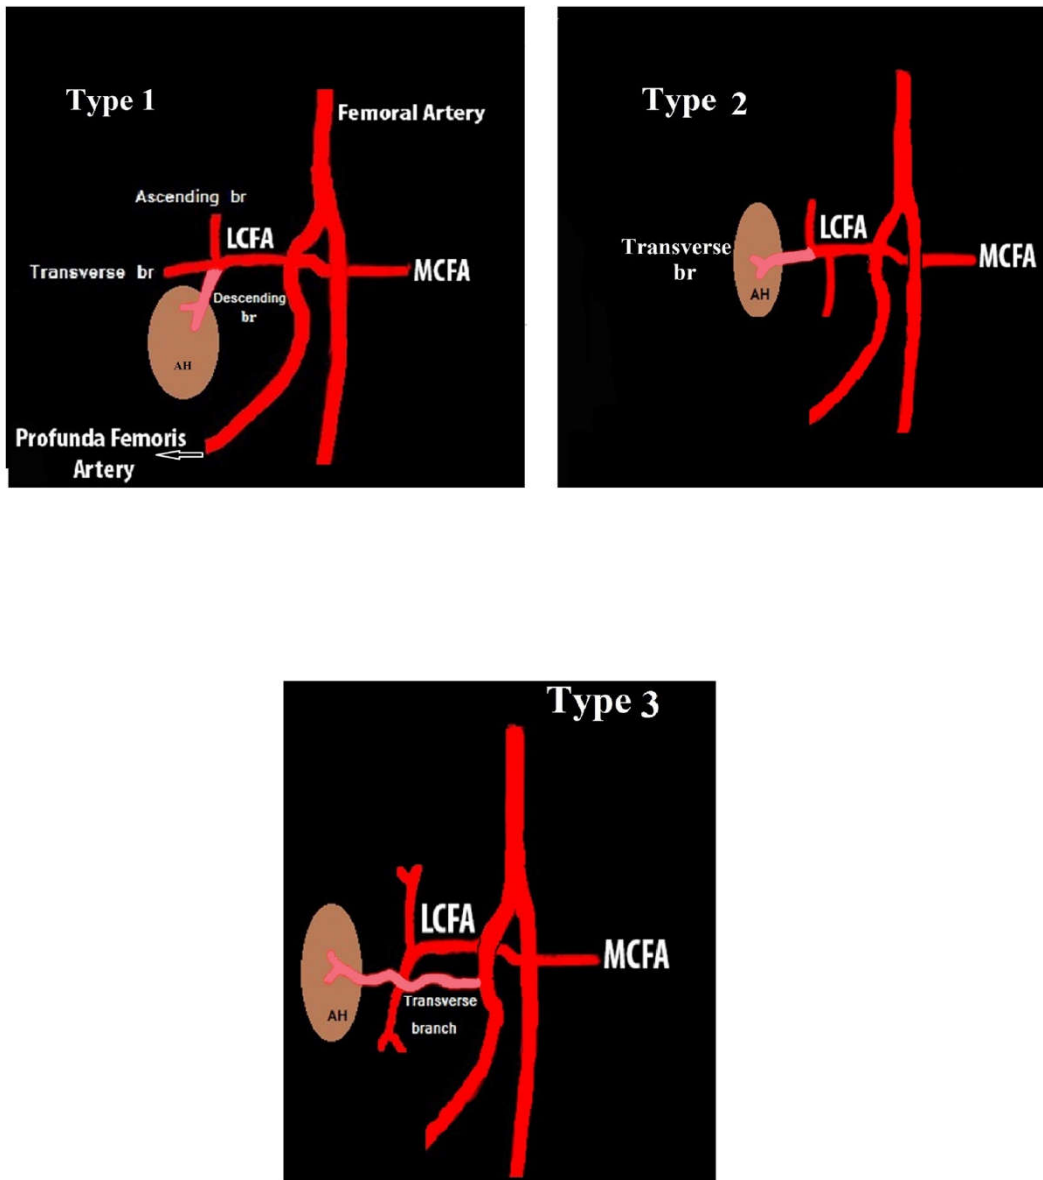 Type 1
Femoral Artery
Ascending br
LCFA
Transverse br
MCFA
Descending
br
AH
Profunda Femoris
Artery
Type 2
LCFA
Transverse
br
MCFA
AH
Type 3
LCFA
MCFA
Transverse
branch
AH